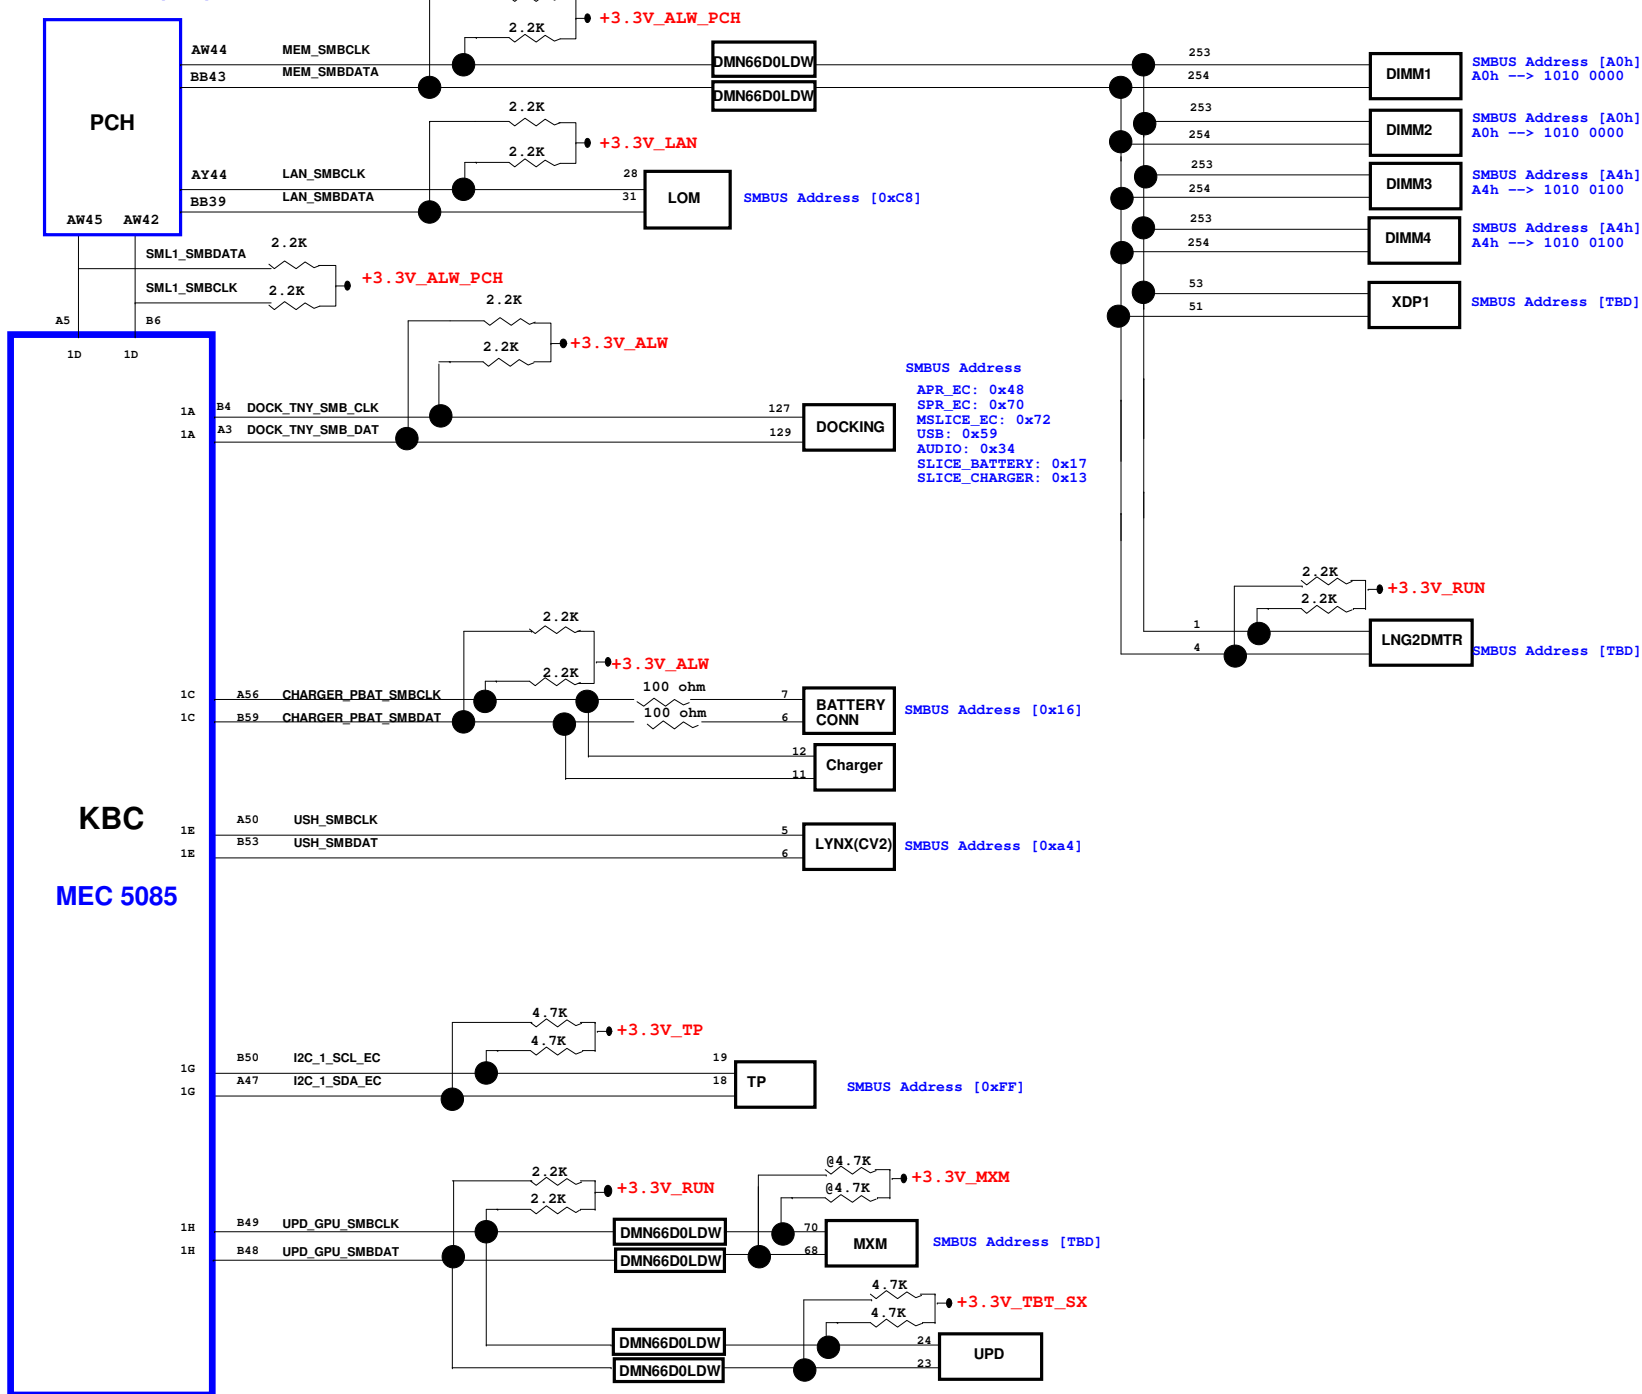 2.2K
+3.3V_ALW_PCH
AW44 MEM_SMBCLK
BB43 MEM_SMBDATA
DMN66D0LDW
DMN66D0LDW
253
254
DIMM1
SMBUS Address [A0h]
A0h --> 1010 0000
PCH
2.2K
2.2K
+3.3V_LAN
253
254
DIMM2
SMBUS Address [A0h]
A0h --> 1010 0000
AY44 LAN_SMBCLK
BB39 LAN_SMBDATA
28
31
LOM
SMBUS Address [0xC8]
253
254
DIMM3
SMBUS Address [A4h]
A4h --> 1010 0100
AW45 AW42
253
254
DIMM4
SMBUS Address [A4h]
A4h --> 1010 0100
SML1_SMBDATA
2.2K
SML1_SMBCLK
2.2K
+3.3V_ALW_PCH
53
51
XDP1
SMBUS Address [TBD]
A5 B6
1D 1D
2.2K
2.2K
+3.3V_ALW
1A B4 DOCK_TNY_SMB_CLK
1A A3 DOCK_TNY_SMB_DAT
127
129
DOCKING
SMBUS Address
APR_EC: 0x48
SPR_EC: 0x70
MSLICE_EC: 0x72
USB: 0x59
AUDIO: 0x34
SLICE_BATTERY: 0x17
SLICE_CHARGER: 0x13
2.2K
2.2K
+3.3V_RUN
1
4
LNG2DMTR
SMBUS Address [TBD]
2.2K
2.2K
+3.3V_ALW
1C A56 CHARGER_PBAT_SMBCLK
1C B59 CHARGER_PBAT_SMBDAT
100 ohm
100 ohm
7
6
BATTERY
CONN
SMBUS Address [0x16]
12
11
Charger
KBC
MEC 5085
1E A50 USH_SMBCLK
1E B53 USH_SMBDAT
5
6
LYNX(CV2)
SMBUS Address [0xa4]
4.7K
4.7K
+3.3V_TP
1G B50 I2C_1_SCL_EC
1G A47 I2C_1_SDA_EC
19
18
TP
SMBUS Address [0xFF]
2.2K
2.2K
+3.3V_RUN
@4.7K
@4.7K
+3.3V_MXM
1H B49 UPD_GPU_SMBCLK
1H B48 UPD_GPU_SMBDAT
DMN66D0LDW
DMN66D0LDW
70
68
MXM
SMBUS Address [TBD]
4.7K
4.7K
+3.3V_TBT_SX
DMN66D0LDW
DMN66D0LDW
24
23
UPD